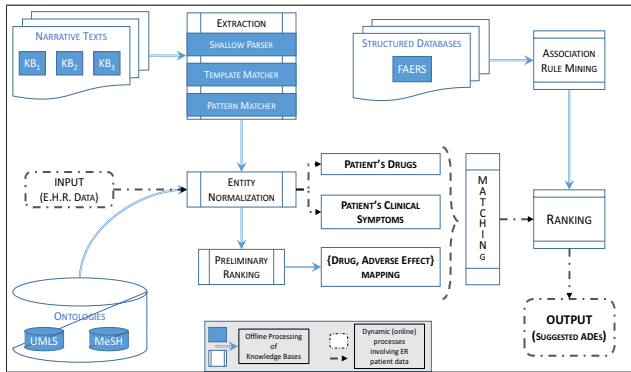 NARRATIVE TEXTS
KB1 KB2 KB3
EXTRACTION
SHALLOW PARSER
TEMPLATE MATCHER
PATTERN MATCHER
STRUCTURED DATABASES
FAERS
ASSOCIATION
RULE MINING
INPUT
(E.H.R. DATA)
ENTITY
NORMALIZATION
PATIENT'S DRUGS
PATIENT'S CLINICAL
SYMPTOMS
MATCHING
RANKING
PRELIMINARY
RANKING
{DRUG, ADVERSE EFFECT}
MAPPING
ONTOLOGIES
UMLS
MeSH
OUTPUT
(SUGGESTED ADES)
Offline Processing
of
Knowledge Bases
Dynamic (online)
processes
involving ER
patient data